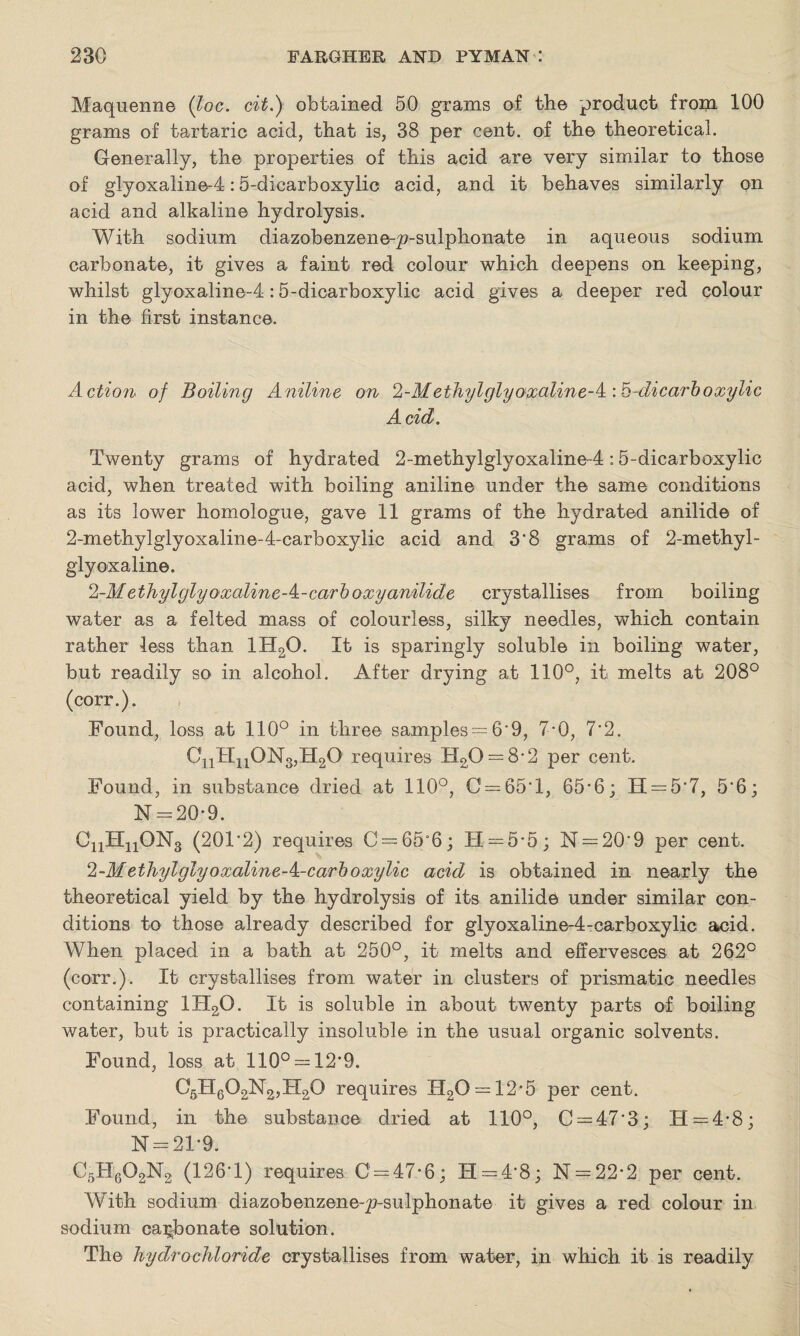 230 FARGHER AND PYMAN :
Maquenne (loc. cit.) obtained 50 grams of the product from 100
grams of tartaric acid, that is, 38 per cent. of the theoretical.
Generally, the properties of this acid are very similar to those
of glyoxaline-4 : 5-dicarboxylic acid, and it behaves similarly on
acid and alkaline hydrolysis.
With sodium diazobenzene-p-sulphonate in aqueous sodium
carbonate, it gives a faint red colour which deepens on keeping,
whilst glyoxaline-4 : 5-dicarboxylic acid gives a deeper red colour
in the first instance.
Action of Boiling Aniline on 2-Methylglyoxaline-4 : 5-dicarboxylic
Acid.
Twenty grams of hydrated 2-methylglyoxaline-4 : 5-dicarboxylic
acid, when treated with boiling aniline under the same conditions
as its lower homologue, gave 11 grams of the hydrated anilide of
2-methylglyoxaline-4-carboxylic acid and 3·8 grams of 2-methyl-
glyoxaline.
2-Methylglyoxaline-4-carboxyanilide crystallises from boiling
water as a felted mass of colourless, silky needles, which contain
rather less than 1H₂O. It is sparingly soluble in boiling water,
but readily so in alcohol. After drying at 110°, it melts at 208°
(corr.).
Found, loss at 110° in three samples = 6·9, 7·0, 7·2.
C₁₁H₁₁ON₃,H₂O requires H₂O = 8·2 per cent.
Found, in substance dried at 110°, C = 65·1, 65·6; H = 5·7, 5·6;
N = 20·9.
C₁₁H₁₁ON₃ (201·2) requires C = 65·6; H = 5·5; N = 20·9 per cent.
2-Methylglyoxaline-4-carboxylic acid is obtained in nearly the
theoretical yield by the hydrolysis of its anilide under similar con-
ditions to those already described for glyoxaline-4-carboxylic acid.
When placed in a bath at 250°, it melts and effervesces at 262°
(corr.). It crystallises from water in clusters of prismatic needles
containing 1H₂O. It is soluble in about twenty parts of boiling
water, but is practically insoluble in the usual organic solvents.
Found, loss at 110° = 12·9.
C₅H₆O₂N₂,H₂O requires H₂O = 12·5 per cent.
Found, in the substance dried at 110°, C = 47·3; H = 4·8;
N = 21·9.
C₅H₆O₂N₂ (126·1) requires C = 47·6; H = 4·8; N = 22·2 per cent.
With sodium diazobenzene-p-sulphonate it gives a red colour in
sodium carbonate solution.
The hydrochloride crystallises from water, in which it is readily